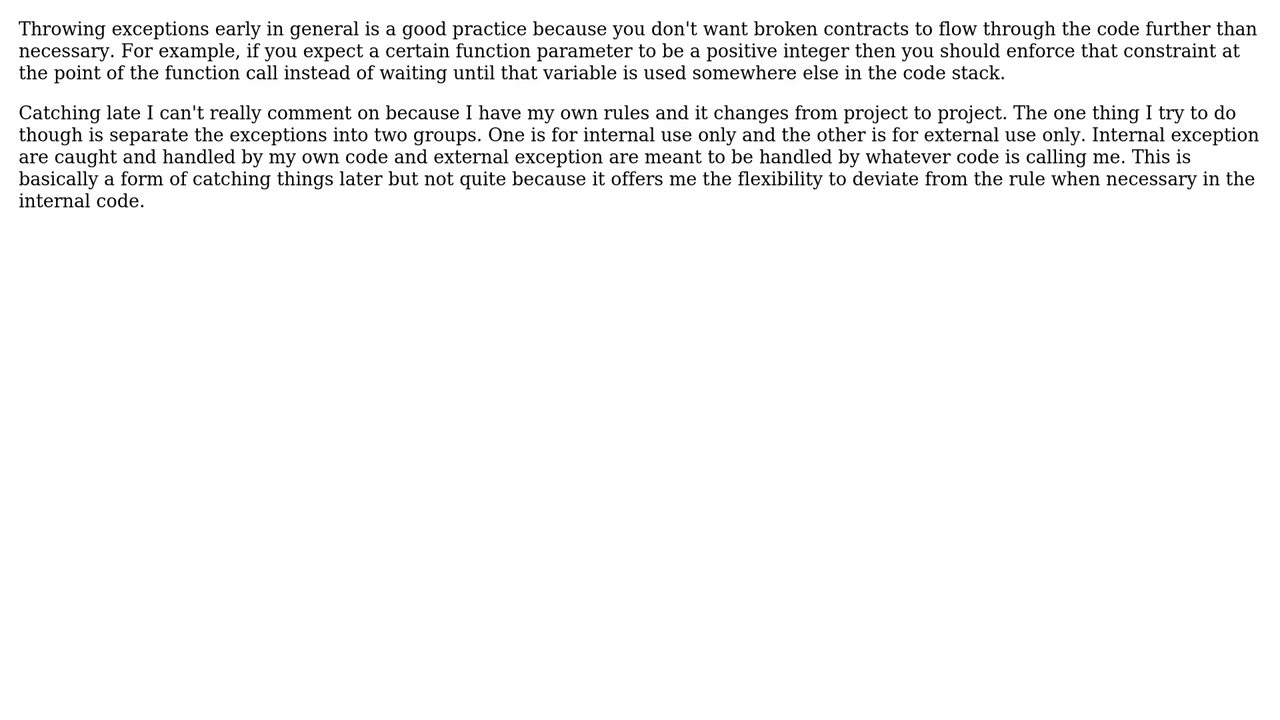 Throwing exceptions early in general is a good practice because you don't want broken contracts to flow through the code further than
necessary. For example, if you expect a certain function parameter to be a positive integer then you should enforce that constraint at
the point of the function call instead of waiting until that variable is used somewhere else in the code stack.
Catching late I can't really comment on because I have my own rules and it changes from project to project. The one thing I try to do
though is separate the exceptions into two groups. One is for internal use only and the other is for external use only. Internal exception
are caught and handled by my own code and external exception are meant to be handled by whatever code is calling me. This is
basically a form of catching things later but not quite because it offers me the flexibility to deviate from the rule when necessary in the
internal code.